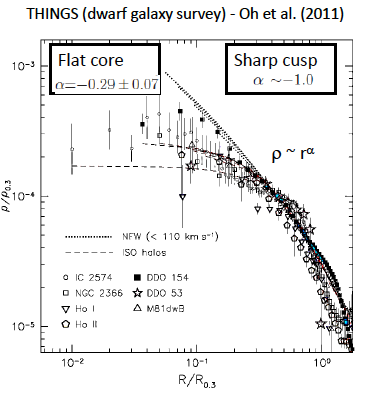 THINGS (dwarf galaxy survey) - Oh et al. (2011)
Flat core
α=−0.29 ± 0.07
Sharp cusp
α ~−1.0
ρ ~ r^α
10⁻³
10⁻⁴
10⁻⁵
ρ/ρ₀.₃
NFW (< 110 km s⁻¹)
ISO halos
IC 2574
DDO 154
NGC 2366
DDO 53
Ho I
M81dwB
Ho II
10⁻²
10⁻¹
10⁰
R/R₀.₃